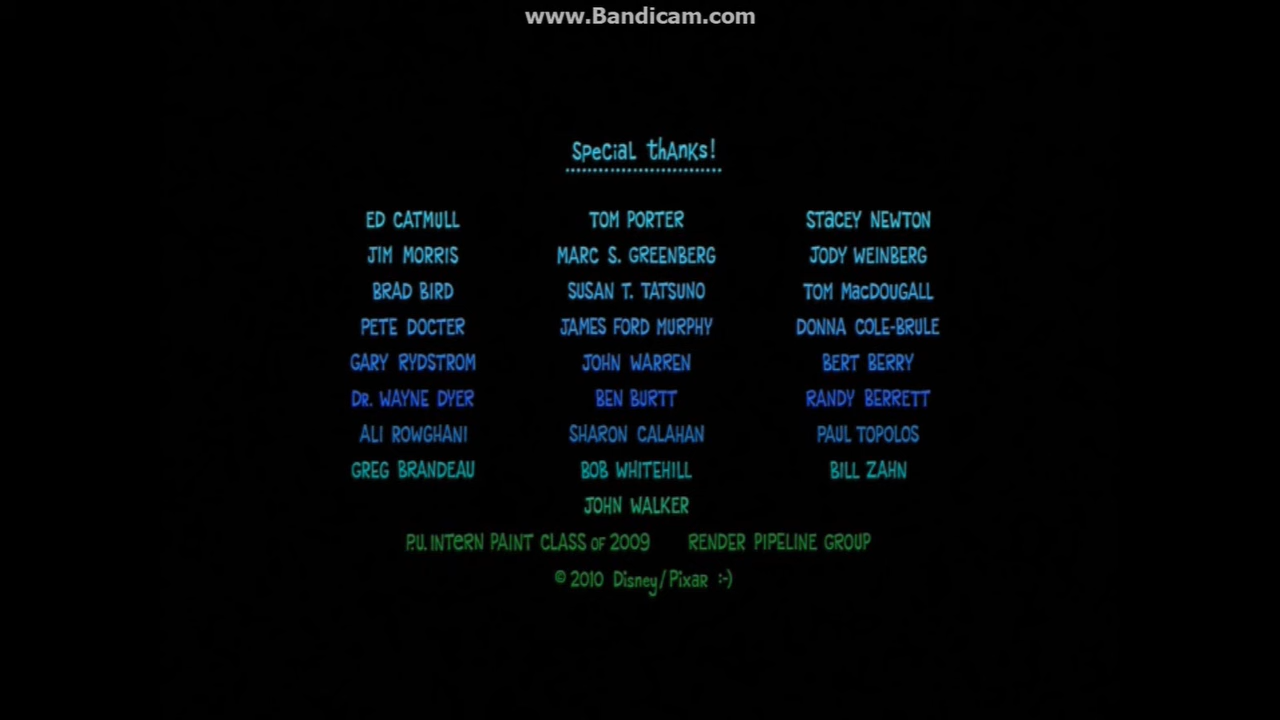 www.Bandicam.com
Special thAnKs!
ED CATMULL TOM PORTER STaCEY NEWTON
JIM MORRIS MARC S. GREENBERG JODY WEINBERG
BRAD BIRD SUSAN T. TATSUNO TOM MacDOUGALL
PETE DOCTER JAMES FORD MURPHY DONNA COLE-BRULE
GARY RYDSTROM JOHN WARREN BERT BERRY
DR. WAYNE DYER BEN BURTT RANDY BERRETT
ALI ROWGHANI SHARON CALAHAN PAUL TOPOLOS
GREG BRANDEAU BOB WHITEHILL BILL ZAHN
JOHN WALKER
P.U. INTERN PAINT CLASS OF 2009 RENDER PIPELINE GROUP
© 2010 Disney/Pixar :-)